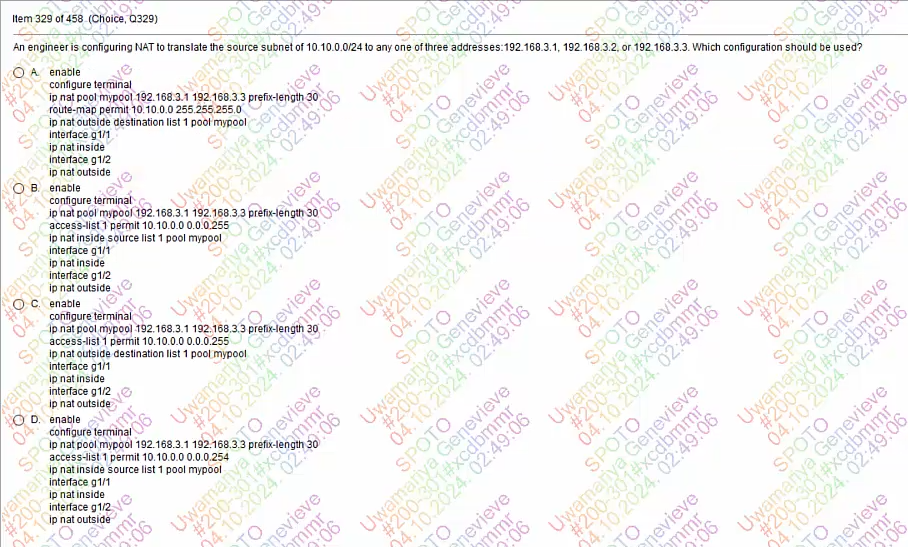 Item 329 of 458 (Choice, Q329)
An engineer is configuring NAT to translate the source subnet of 10.10.0.0/24 to any one of three addresses:192.168.3.1, 192.168.3.2, or 192.168.3.3. Which configuration should be used?
A. enable
configure terminal
ip nat pool mypool 192.168.3.1 192.168.3.3 prefix-length 30
route-map permit 10.10.0.0 255.255.255.0
ip nat outside destination list 1 pool mypool
interface g1/1
ip nat inside
interface g1/2
ip nat outside
B. enable
configure terminal
ip nat pool mypool 192.168.3.1 192.168.3.3 prefix-length 30
access-list 1 permit 10.10.0.0 0.0.0.255
ip nat inside source list 1 pool mypool
interface g1/1
ip nat inside
interface g1/2
ip nat outside
C. enable
configure terminal
ip nat pool mypool 192.168.3.1 192.168.3.3 prefix-length 30
access-list 1 permit 10.10.0.0 0.0.0.255
ip nat outside destination list 1 pool mypool
interface g1/1
ip nat inside
interface g1/2
ip nat outside
D. enable
configure terminal
ip nat pool mypool 192.168.3.1 192.168.3.3 prefix-length 30
access-list 1 permit 10.10.0.0 0.0.0.254
ip nat inside source list 1 pool mypool
interface g1/1
ip nat inside
interface g1/2
ip nat outside
SPOTO
Uwamaniya Genevieve
#200-301#xcdbmmr
04.10.2024. 02:49:06